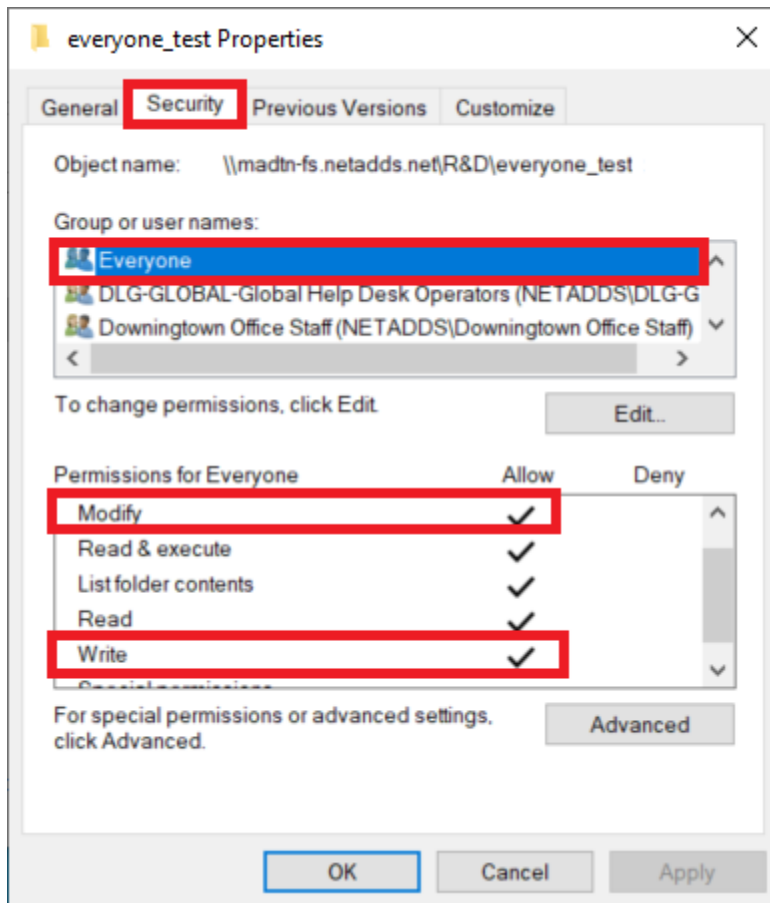 everyone_test Properties
General Security Previous Versions Customize
Object name: \\madtn-fs.netadds.net\R&D\everyone_test
Group or user names:
Everyone
DLG-GLOBAL-Global Help Desk Operators (NETADDS\DLG-G
Downingtown Office Staff (NETADDS\Downingtown Office Staff)
To change permissions, click Edit.
Edit...
Permissions for Everyone Allow Deny
Modify
Read & execute
List folder contents
Read
Write
Special permissions
For special permissions or advanced settings,
click Advanced.
Advanced
OK Cancel Apply